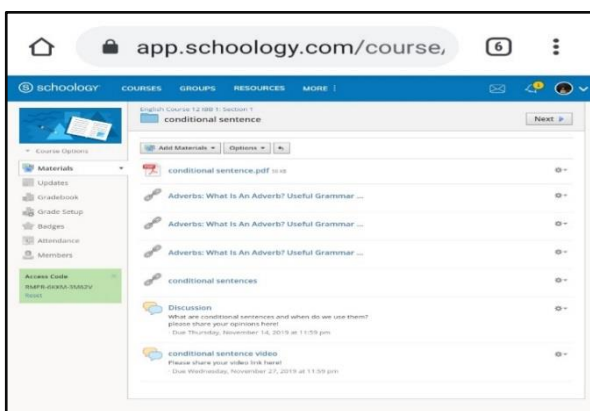 app.schoology.com/course,
6
S schoology COURSES GROUPS RESOURCES MORE
English Course 12 IBB 1: Section 1
conditional sentence
Next
Course Options
Add Materials Options
Materials
Updates
Gradebook
Grade Setup
Badges
Attendance
Members
Access Code
Reset
conditional sentence.pdf
Adverbs: What Is An Adverb? Useful Grammar ...
Adverbs: What Is An Adverb? Useful Grammar ...
Adverbs: What Is An Adverb? Useful Grammar ...
conditional sentences
Discussion
What are conditional sentences and when do we use them?
please share your opinions here!
Due Thursday, November 14, 2019 at 11:59 pm
conditional sentence video
Please share your video link here!
Due Wednesday, November 27, 2019 at 11:59 pm